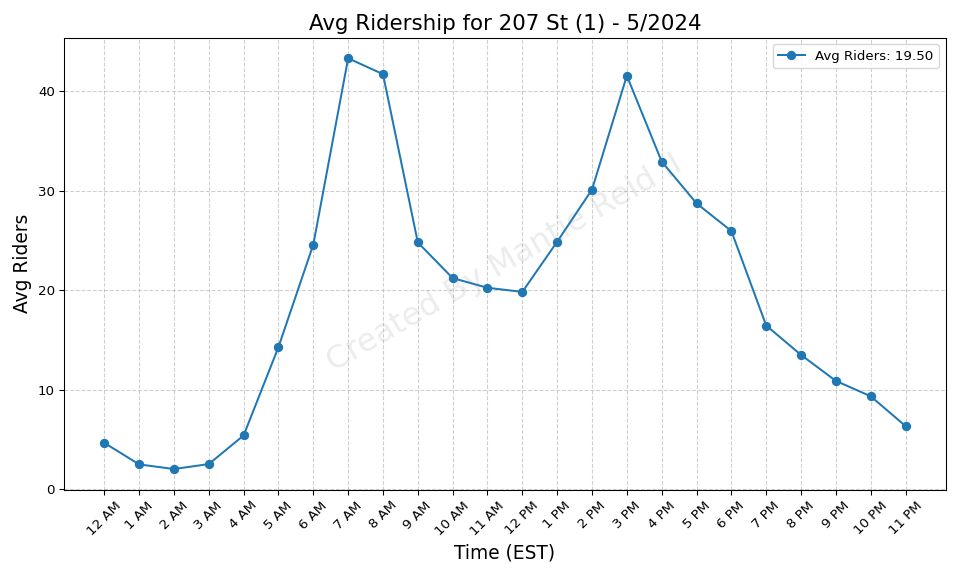 Avg Ridership for 207 St (1) - 5/2024
Avg Riders: 19.50
Avg Riders
40
30
20
10
0
Created By Mantie Reid II
12 AM
1 AM
2 AM
3 AM
4 AM
5 AM
6 AM
7 AM
8 AM
9 AM
10 AM
11 AM
12 PM
1 PM
2 PM
3 PM
4 PM
5 PM
6 PM
7 PM
8 PM
9 PM
10 PM
11 PM
Time (EST)